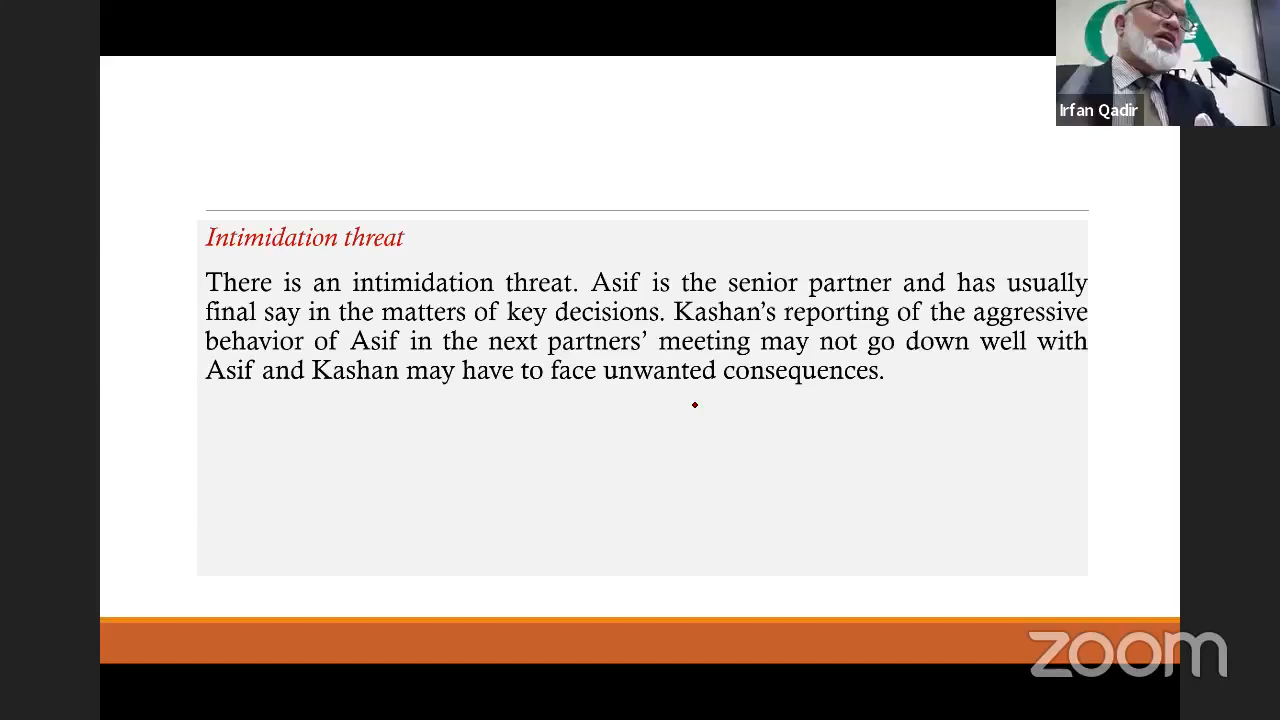 Irfan Qadir
Intimidation threat
There is an intimidation threat. Asif is the senior partner and has usually
final say in the matters of key decisions. Kashan’s reporting of the aggressive
behavior of Asif in the next partners’ meeting may not go down well with
Asif and Kashan may have to face unwanted consequences.
zoom